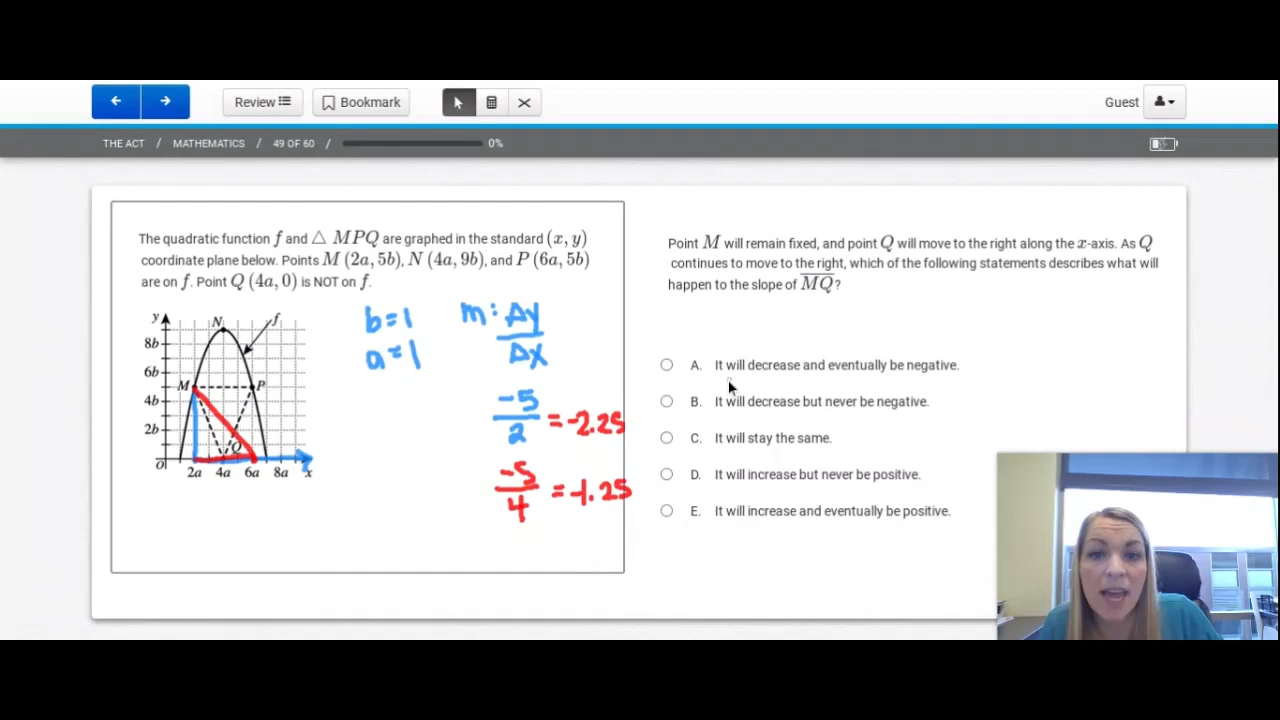 Review
Bookmark
Guest
THE ACT / MATHEMATICS / 49 OF 60 / 0%
The quadratic function f and △ MPQ are graphed in the standard (x, y)
coordinate plane below. Points M (2a, 5b), N (4a, 9b), and P (6a, 5b)
are on f. Point Q (4a, 0) is NOT on f.
y
N
f
8b
6b
M
P
4b
2b
Q
O
2a 4a 6a 8a x
b=1
a=1
m: Δy
Δx
-5
2
= -2.25
-5
4
= -1.25
Point M will remain fixed, and point Q will move to the right along the x-axis. As Q
continues to move to the right, which of the following statements describes what will
happen to the slope of M̅Q̅?
A. It will decrease and eventually be negative.
B. It will decrease but never be negative.
C. It will stay the same.
D. It will increase but never be positive.
E. It will increase and eventually be positive.